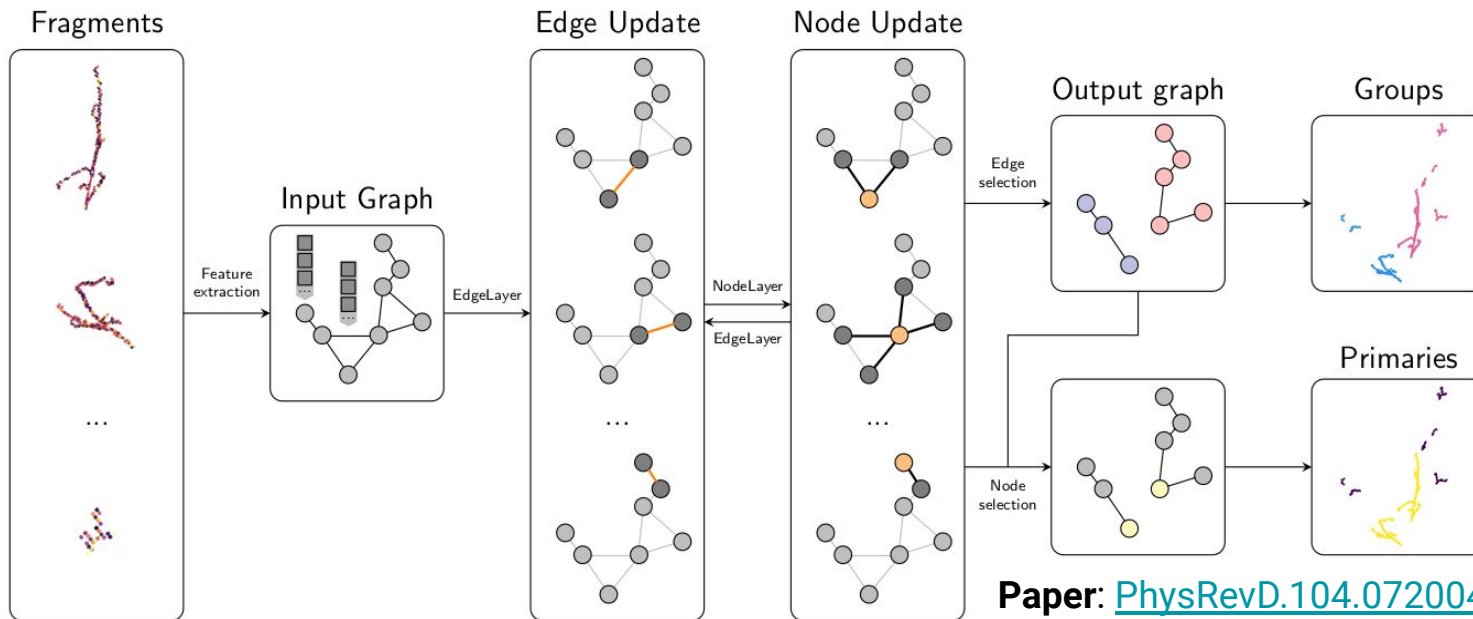 Fragments
Edge Update
Node Update
Output graph
Groups
Input Graph
Edge
selection
Feature
extraction
EdgeLayer
NodeLayer
EdgeLayer
Primaries
...
...
...
...
...
Node
selection
Paper: PhysRevD.104.072004